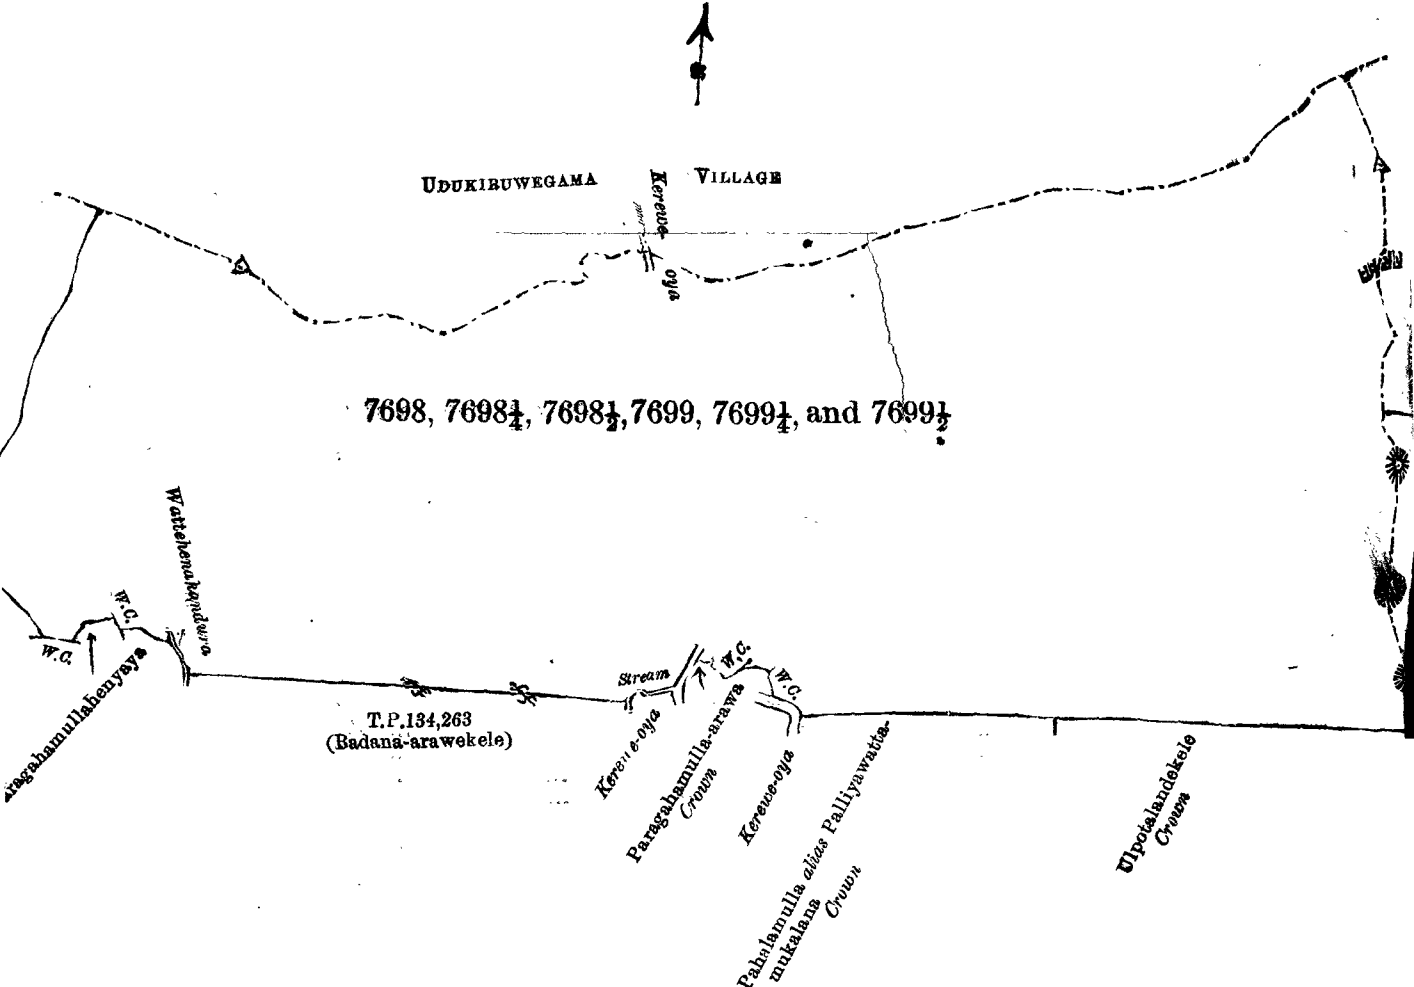 UDUKIRUWEGAMA VILLAGE
Kerewe-
oya
7698, 7698¼, 7698½, 7699, 7699¼, and 7699½
Wattehenakandura
W.C.
W.C.
ragahamullahenyaya
T.P.134,263
(Badana-arawekele)
Stream
Kerewe-oya
W.C.
W.C.
Paragahamulla-arawa
Crown
Kerewe-oya
Pahalamulla alias Palliyawatta-
mukalana
Crown
Ulpotalandekele
Crown